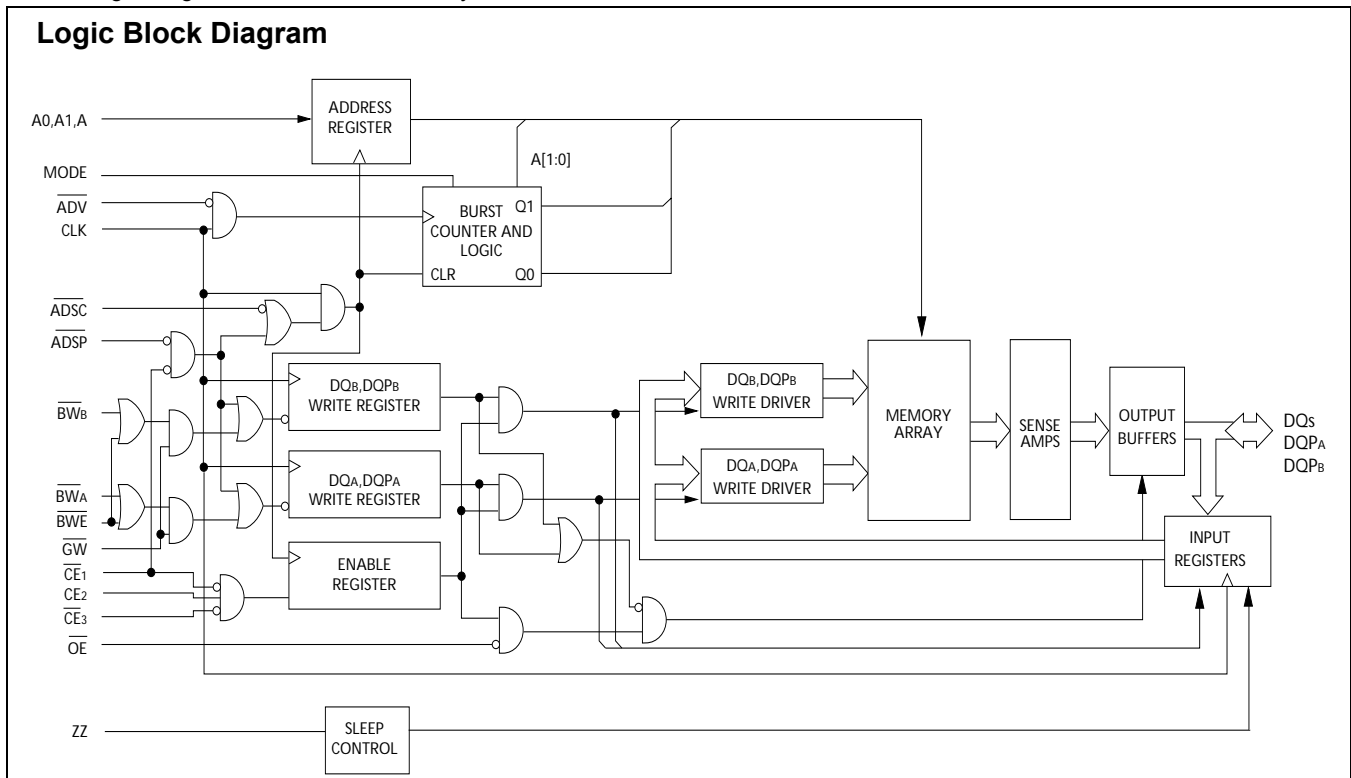 Logic Block Diagram
A0,A1,A
ADDRESS
REGISTER
MODE
A[1:0]
ADV
CLK
BURST
COUNTER AND
LOGIC
Q1
CLR
Q0
ADSC
ADSP
DQB,DQPB
WRITE REGISTER
DQB,DQPB
WRITE DRIVER
MEMORY
ARRAY
SENSE
AMPS
OUTPUT
BUFFERS
DQs
DQPA
DQPB
BWB
DQA,DQPA
WRITE REGISTER
DQA,DQPA
WRITE DRIVER
BWA
BWE
GW
CE1
CE2
CE3
ENABLE
REGISTER
INPUT
REGISTERS
OE
ZZ
SLEEP
CONTROL